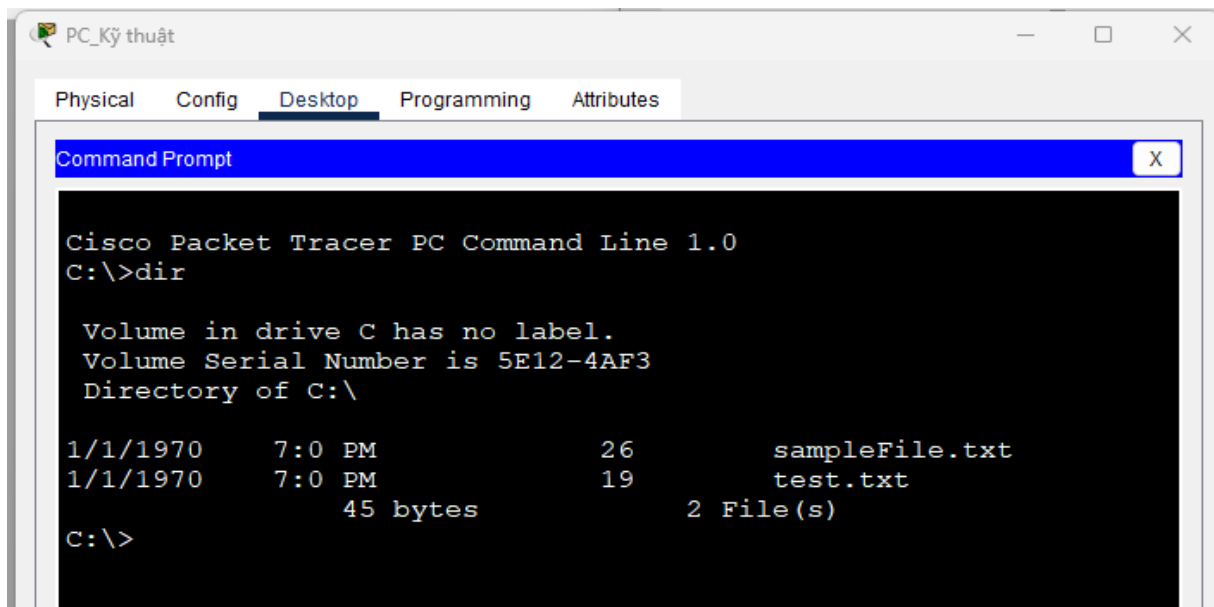 PC_Kỹ thuật
Physical Config Desktop Programming Attributes
Command Prompt X
Cisco Packet Tracer PC Command Line 1.0
C:\>dir
Volume in drive C has no label.
Volume Serial Number is 5E12-4AF3
Directory of C:\
1/1/1970 7:0 PM 26 sampleFile.txt
1/1/1970 7:0 PM 19 test.txt
45 bytes 2 File(s)
C:\>